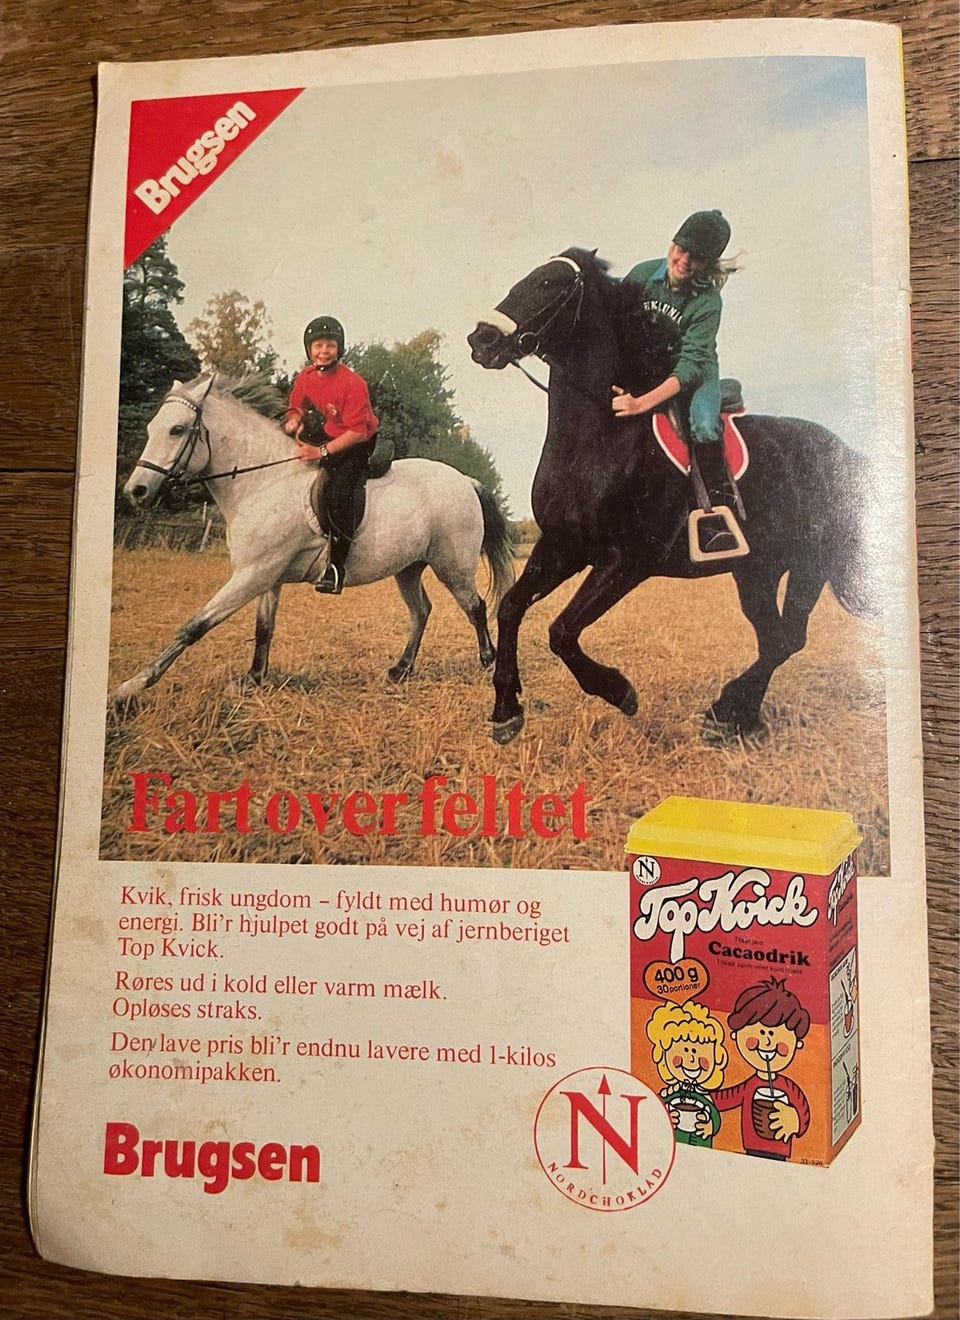 Brugsen
Fart over feltet
Kvik, frisk ungdom – fyldt med humør og
energi. Bli'r hjulpet godt på vej af jernberiget
Top Kvick.
Røres ud i kold eller varm mælk.
Opløses straks.
Den lave pris bli'r endnu lavere med 1-kilos
økonomipakken.
Brugsen
N
NORDCHOKLAD
N
Top Kvick
Tilsat jern
Cacaodrik
400 g
30 portioner